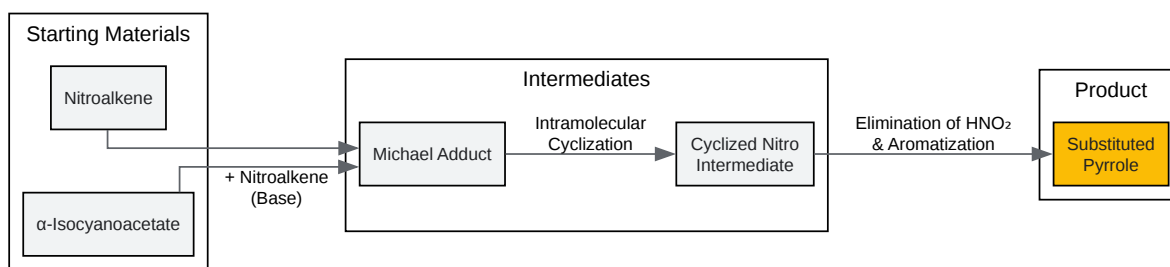 Starting Materials
Nitroalkene
α-Isocyanoacetate
+ Nitroalkene
(Base)
Intermediates
Michael Adduct
Intramolecular
Cyclization
Cyclized Nitro
Intermediate
Elimination of HNO₂
& Aromatization
Product
Substituted
Pyrrole